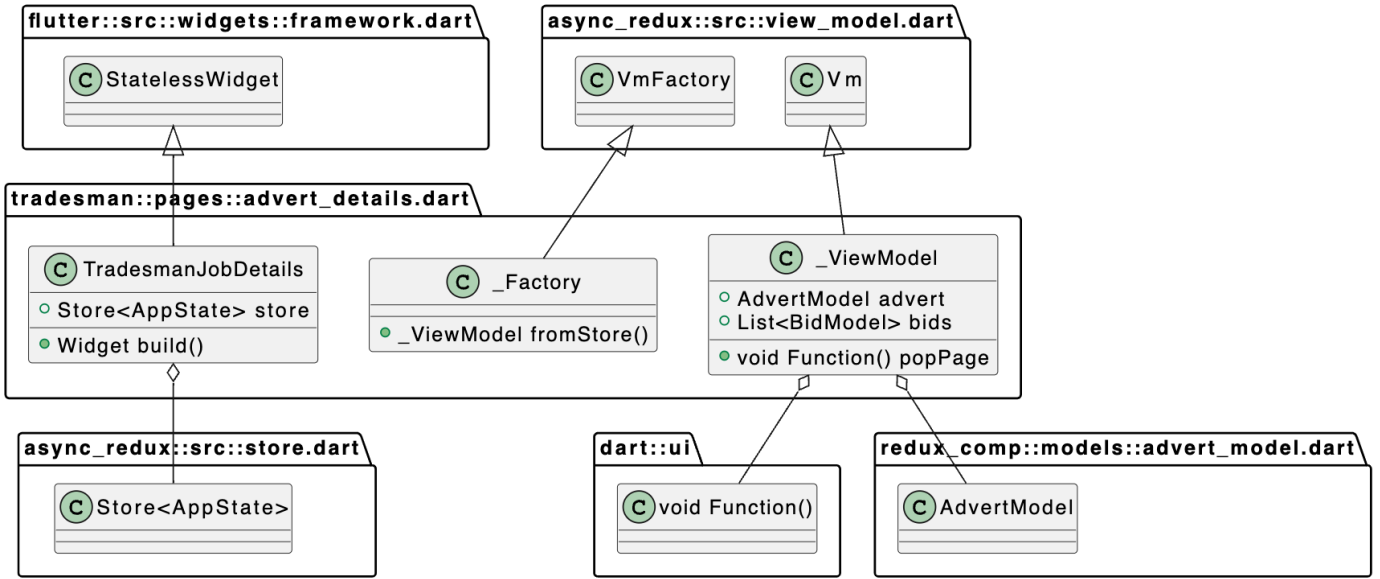 flutter::src::widgets::framework.dart
async_redux::src::view_model.dart
C StatelessWidget
C VmFactory
C Vm
tradesman::pages::advert_details.dart
C TradesmanJobDetails
Store<AppState> store
Widget build()
C _Factory
_ViewModel fromStore()
C _ViewModel
AdvertModel advert
List<BidModel> bids
void Function() popPage
async_redux::src::store.dart
dart::ui
redux_comp::models::advert_model.dart
C Store<AppState>
C void Function()
C AdvertModel